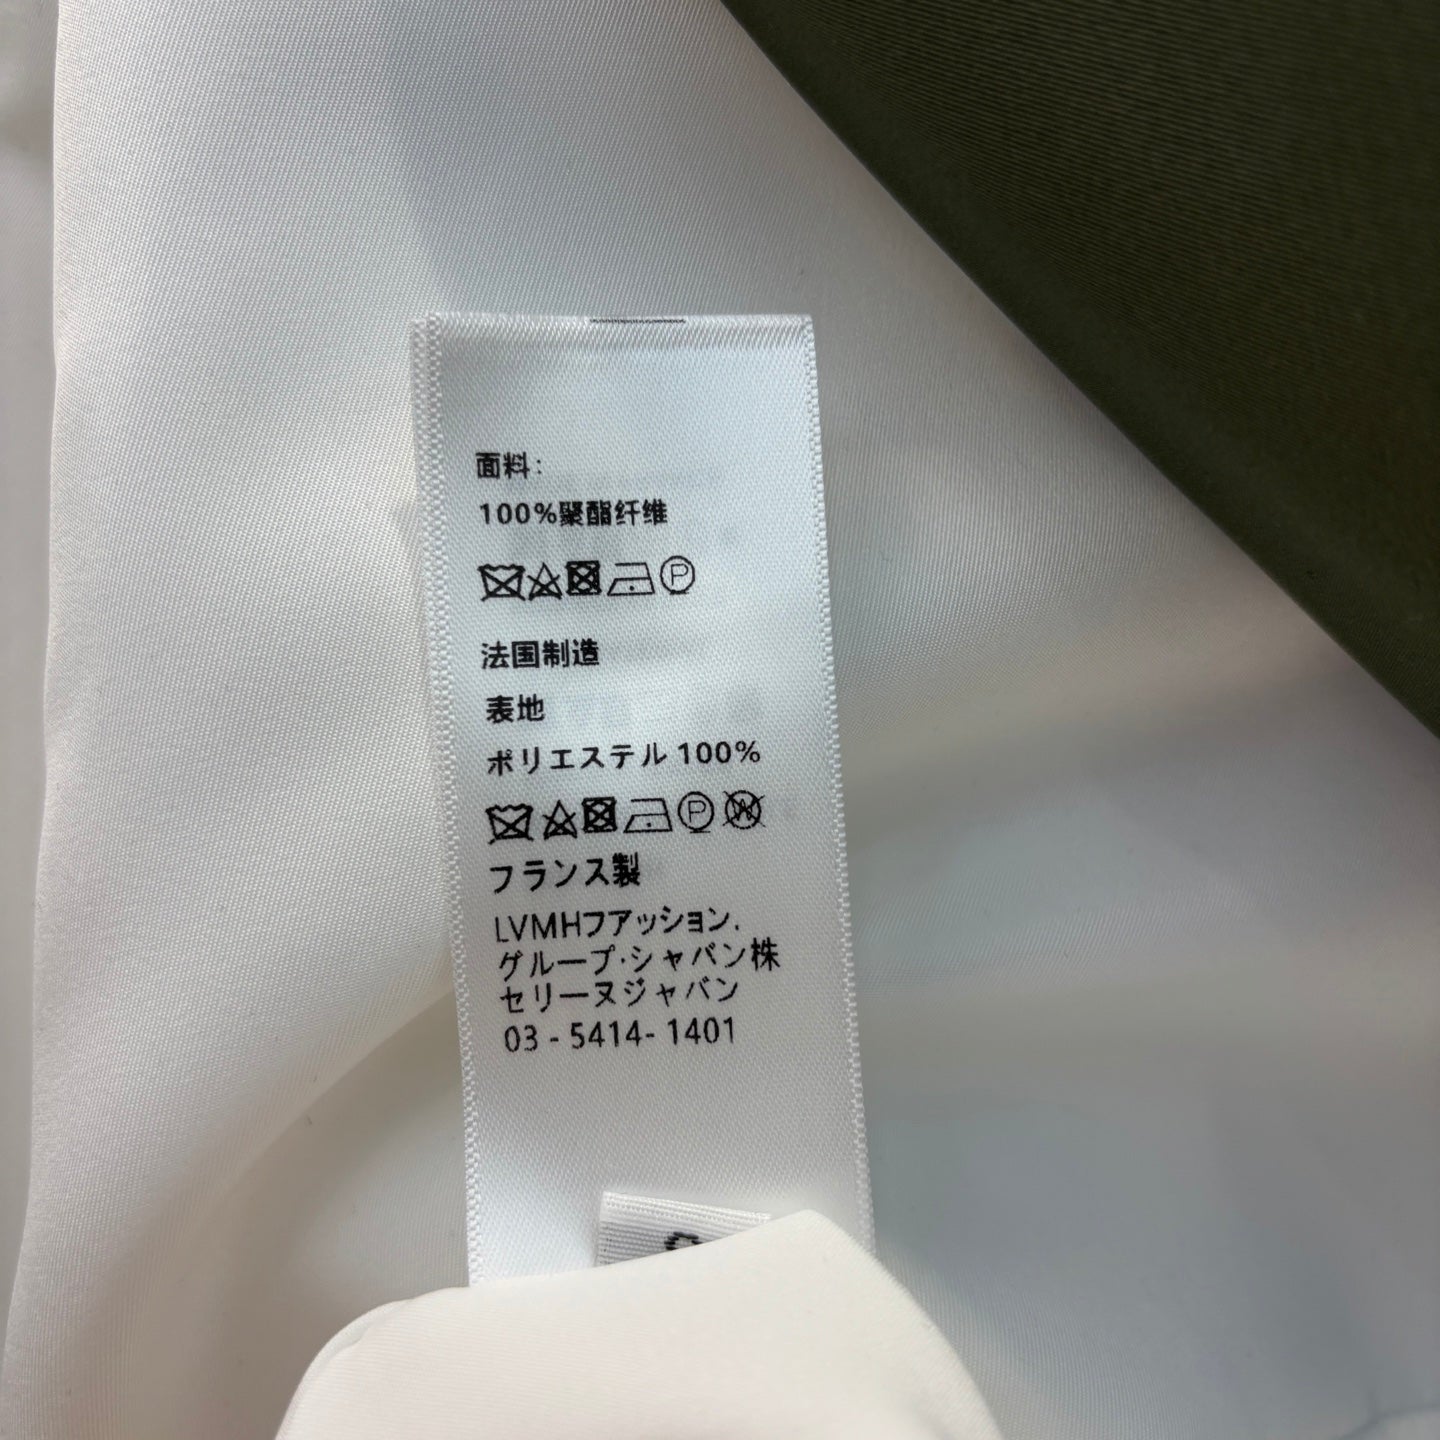 面料:
100%聚酯纤维
P
法国制造
表地
ポリエステル 100%
P W
フランス製
LVMHフアッション.
グループ·シャパン株
セリーヌジャパン
03 - 5414- 1401